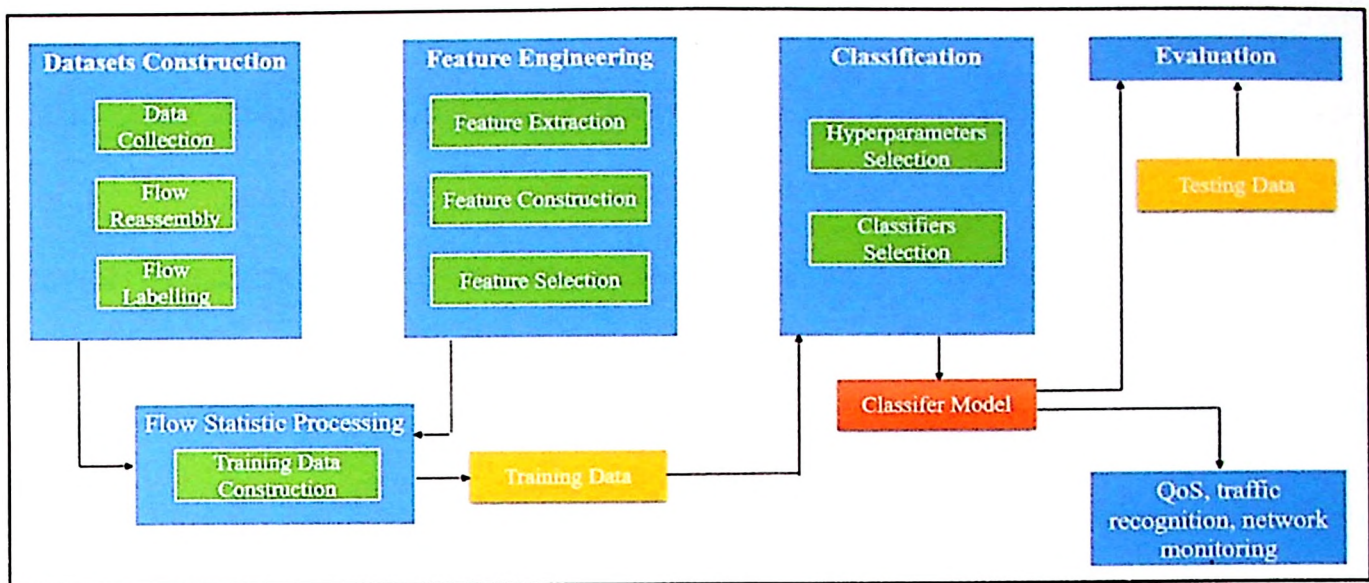 Datasets Construction
Data
Collection
Flow
Reassembly
Flow
Labelling
Feature Engineering
Feature Extraction
Feature Construction
Feature Selection
Classification
Hyperparameters
Selection
Classifiers
Selection
Evaluation
Testing Data
Flow Statistic Processing
Training Data
Construction
Training Data
Classifer Model
QoS, traffic
recognition, network
monitoring